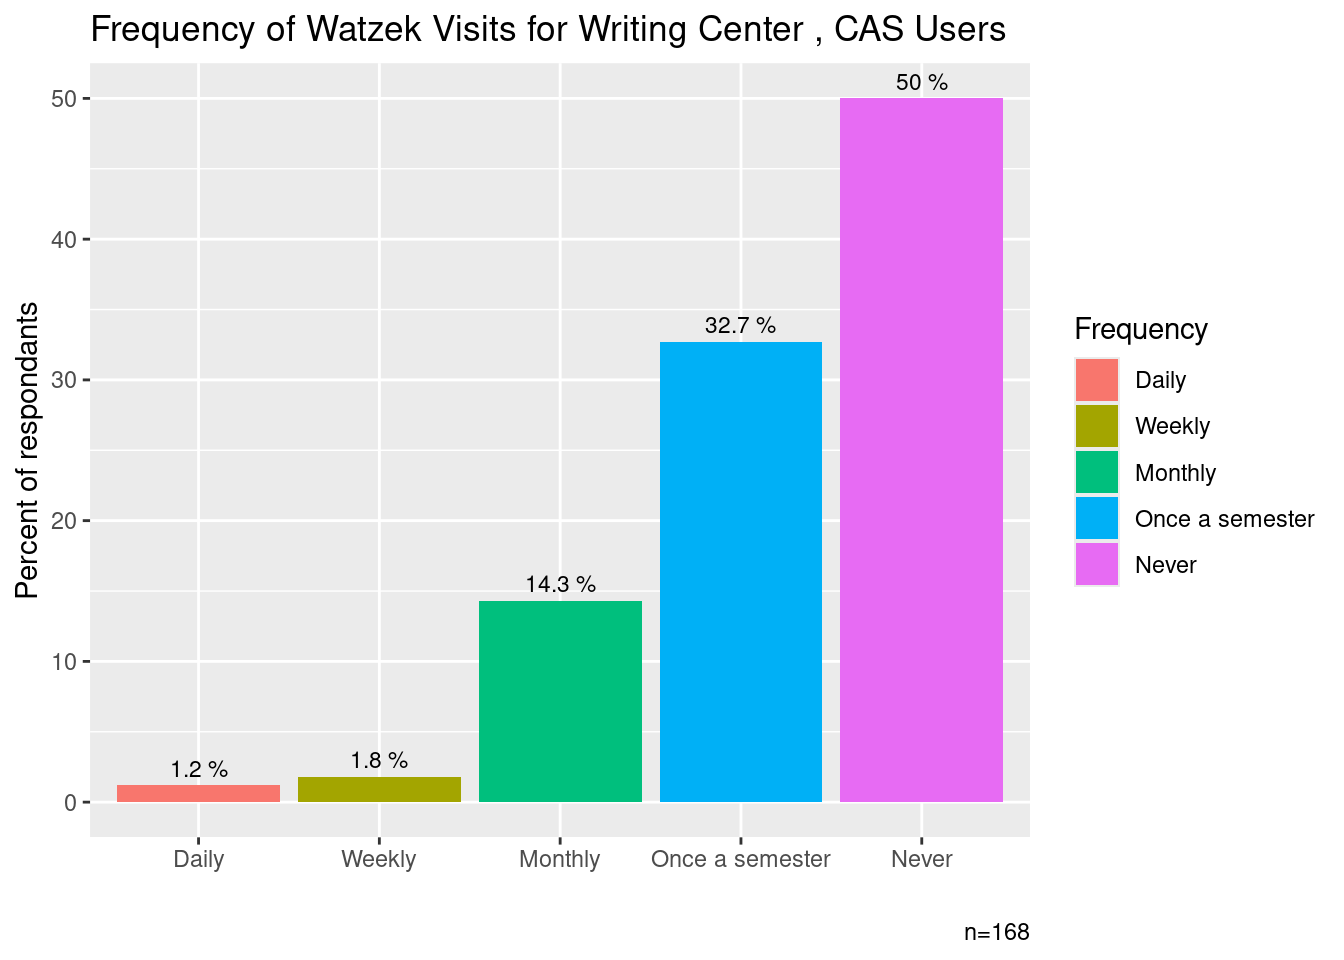 Frequency of Watzek Visits for Writing Center , CAS Users
Percent of respondants
50
40
30
20
10
0
1.2 %
1.8 %
14.3 %
32.7 %
50 %
Daily
Weekly
Monthly
Once a semester
Never
Frequency
Daily
Weekly
Monthly
Once a semester
Never
n=168